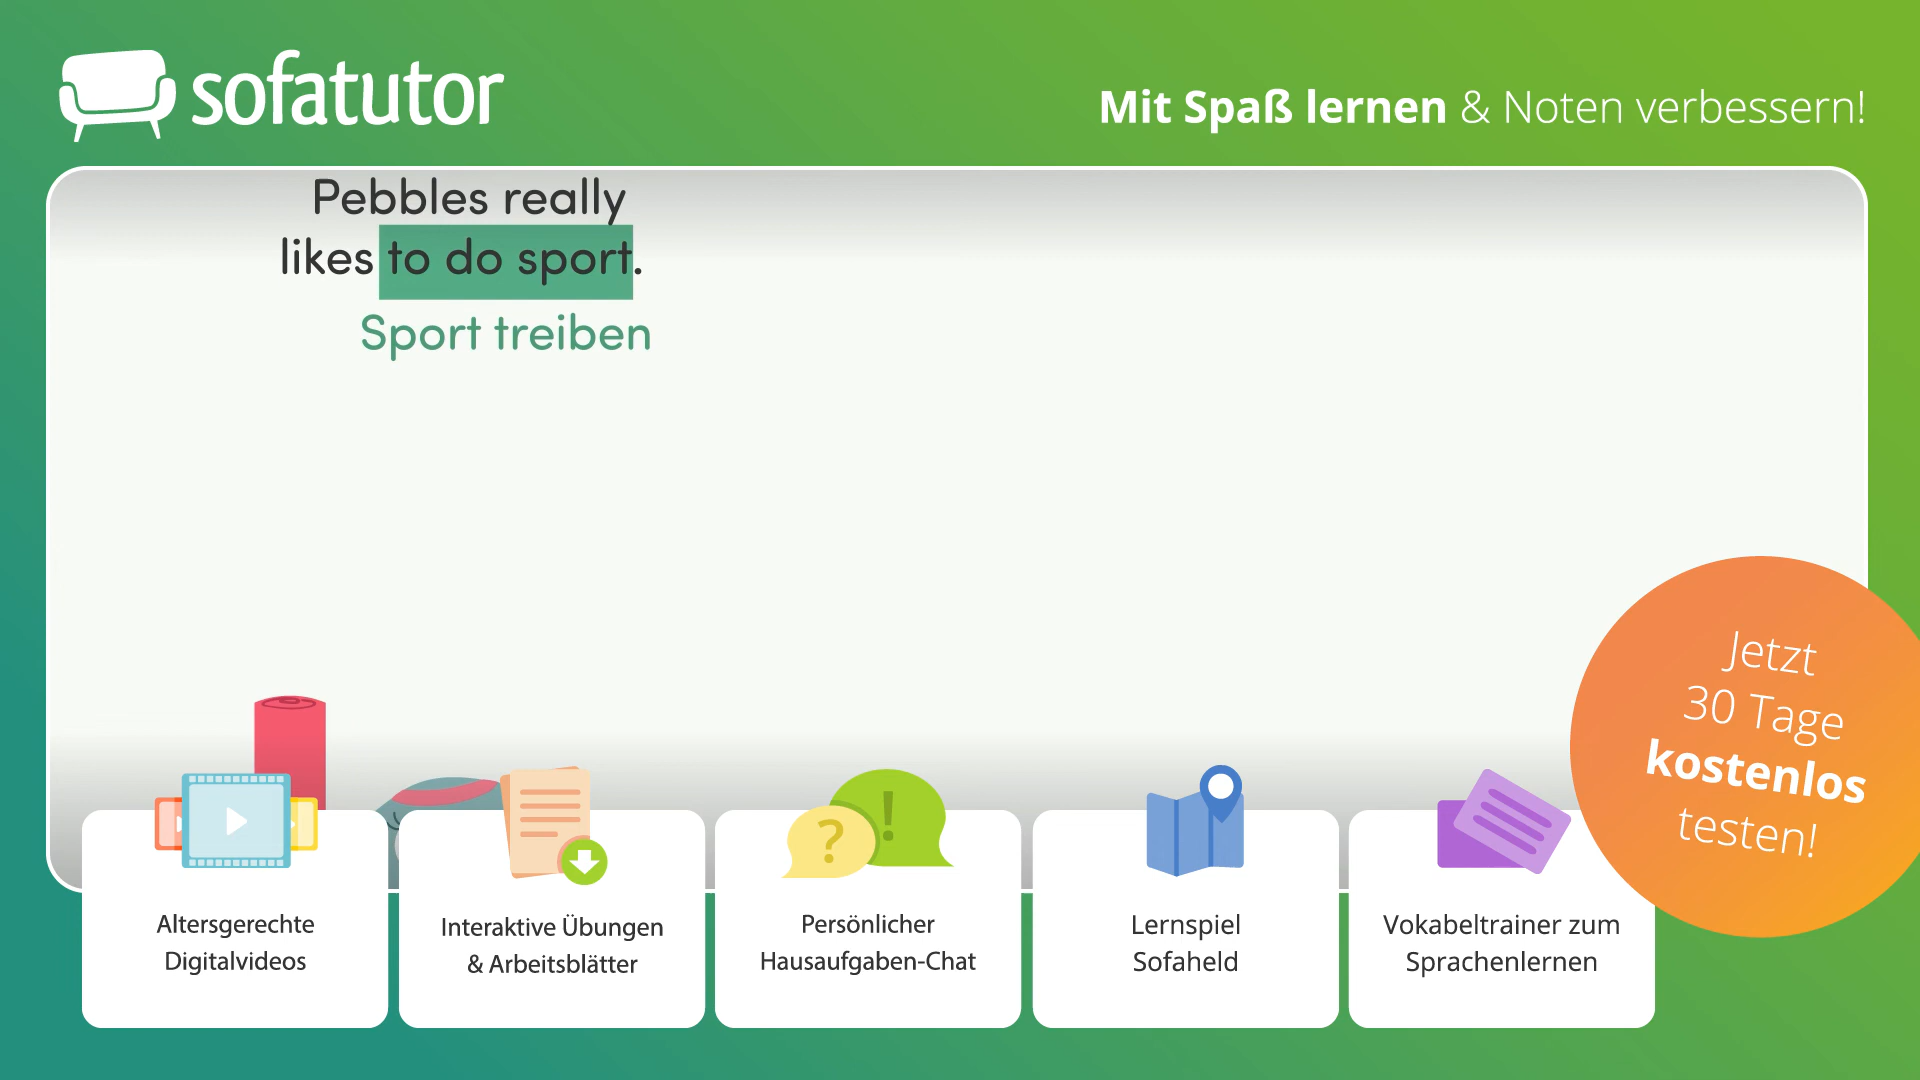 sofatutor
Mit Spaß lernen & Noten verbessern!
Pebbles really
likes to do sport.
Sport treiben
Jetzt
30 Tage
kostenlos
testen!
? !
Altersgerechte
Digitalvideos
Interaktive Übungen
& Arbeitsblätter
Persönlicher
Hausaufgaben-Chat
Lernspiel
Sofaheld
Vokabeltrainer zum
Sprachenlernen